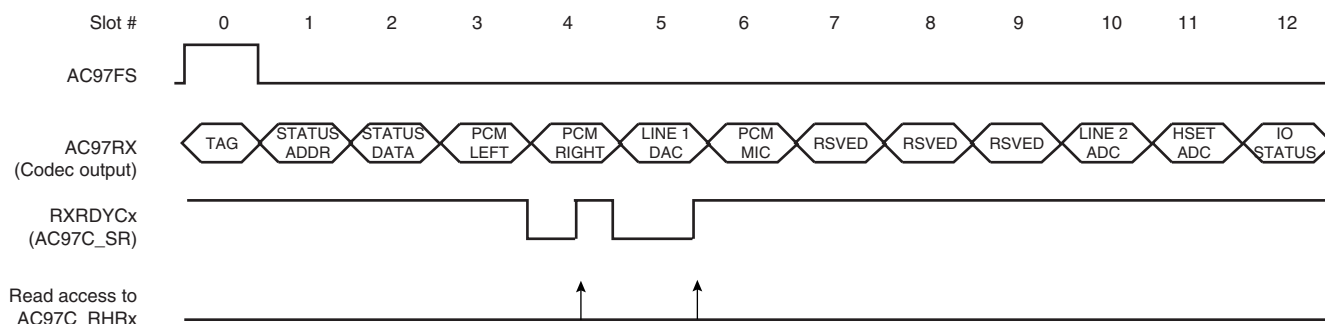 Slot # 0 1 2 3 4 5 6 7 8 9 10 11 12
AC97FS
AC97RX
(Codec output)
TAG
STATUS
ADDR
STATUS
DATA
PCM
LEFT
PCM
RIGHT
LINE 1
DAC
PCM
MIC
RSVED
RSVED
RSVED
LINE 2
ADC
HSET
ADC
IO
STATUS
RXRDYCx
(AC97C_SR)
Read access to
AC97C_RHRx